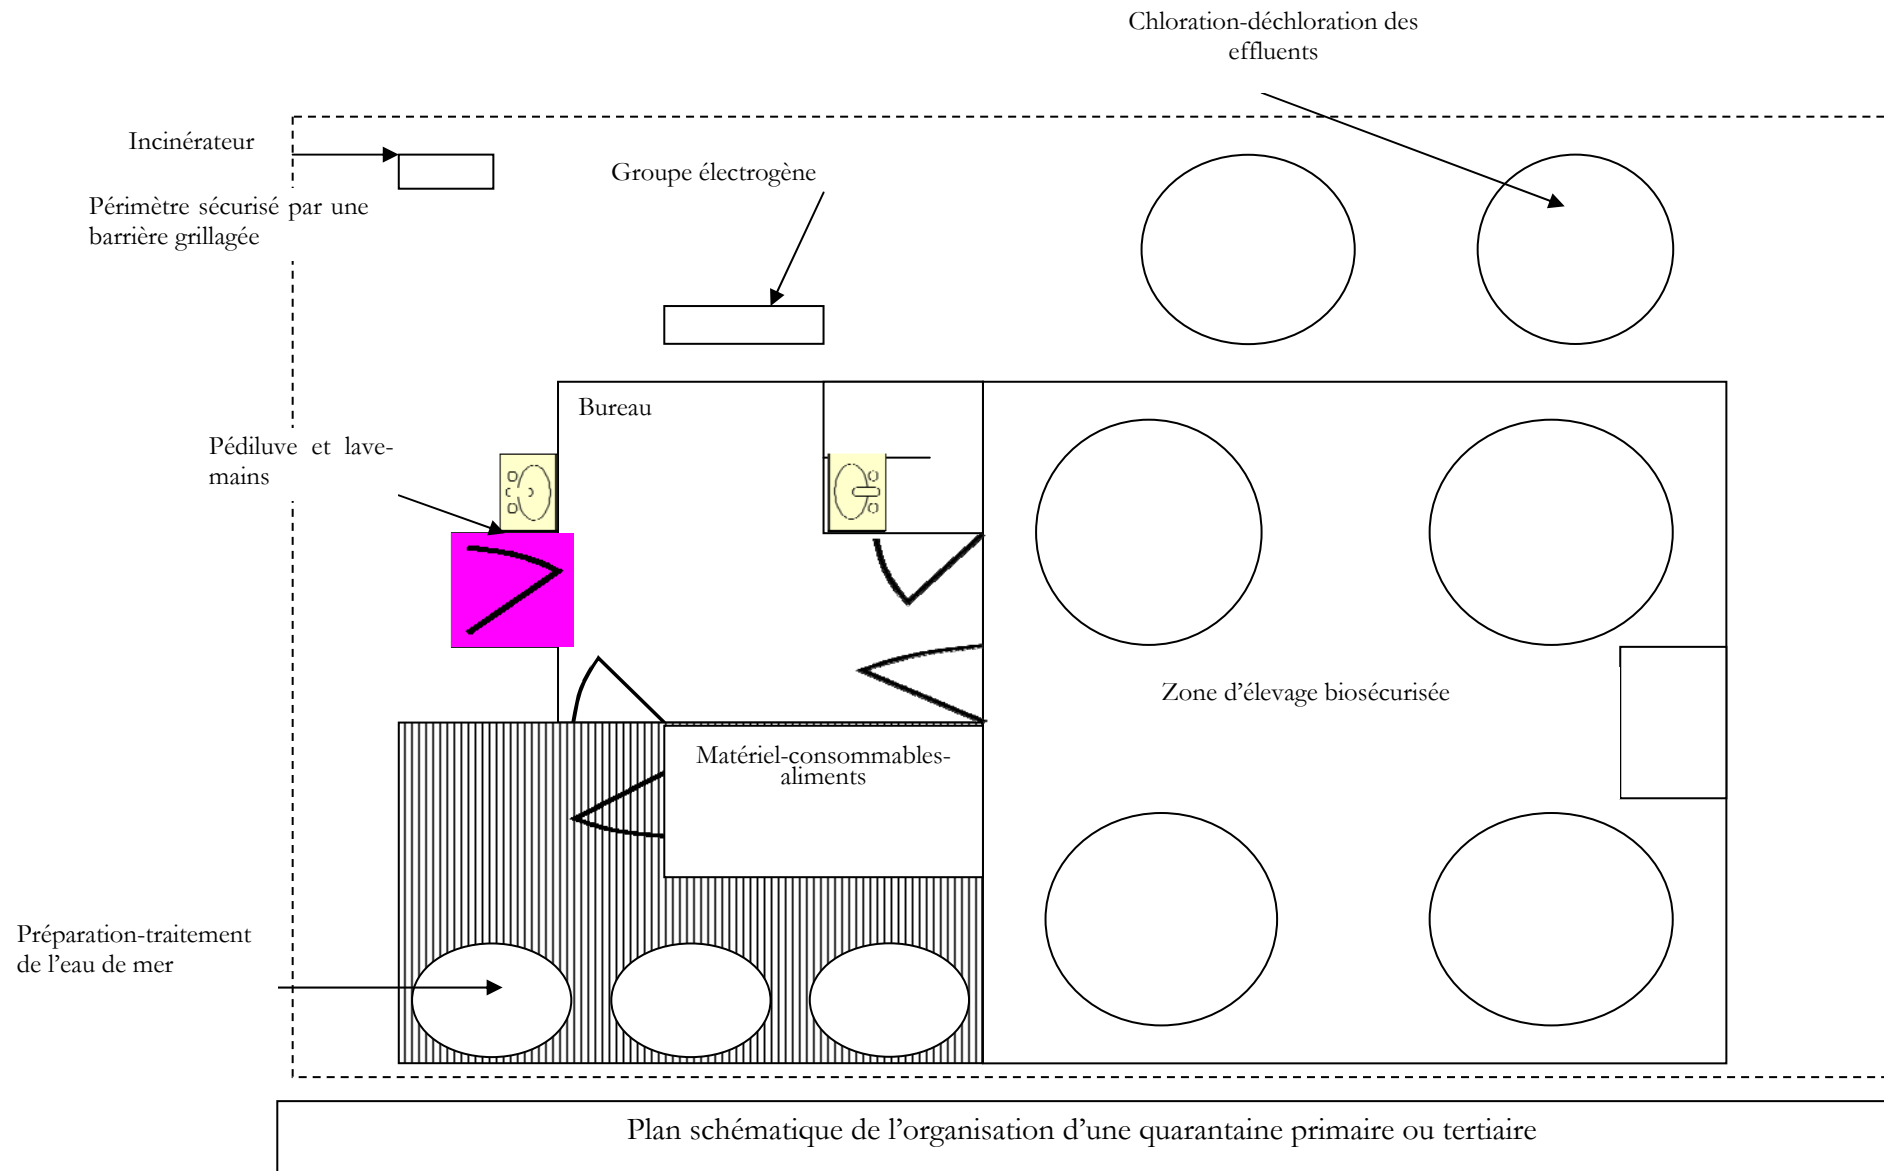 Chloration-déchloration des
effluents
Incinérateur
Groupe électrogène
Périmètre sécurisé par une
barrière grillagée
Bureau
Pédiluve et lave-
mains
Zone d’élevage biosécurisée
Matériel-consommables-
aliments
Préparation-traitement
de l’eau de mer
Plan schématique de l’organisation d’une quarantaine primaire ou tertiaire